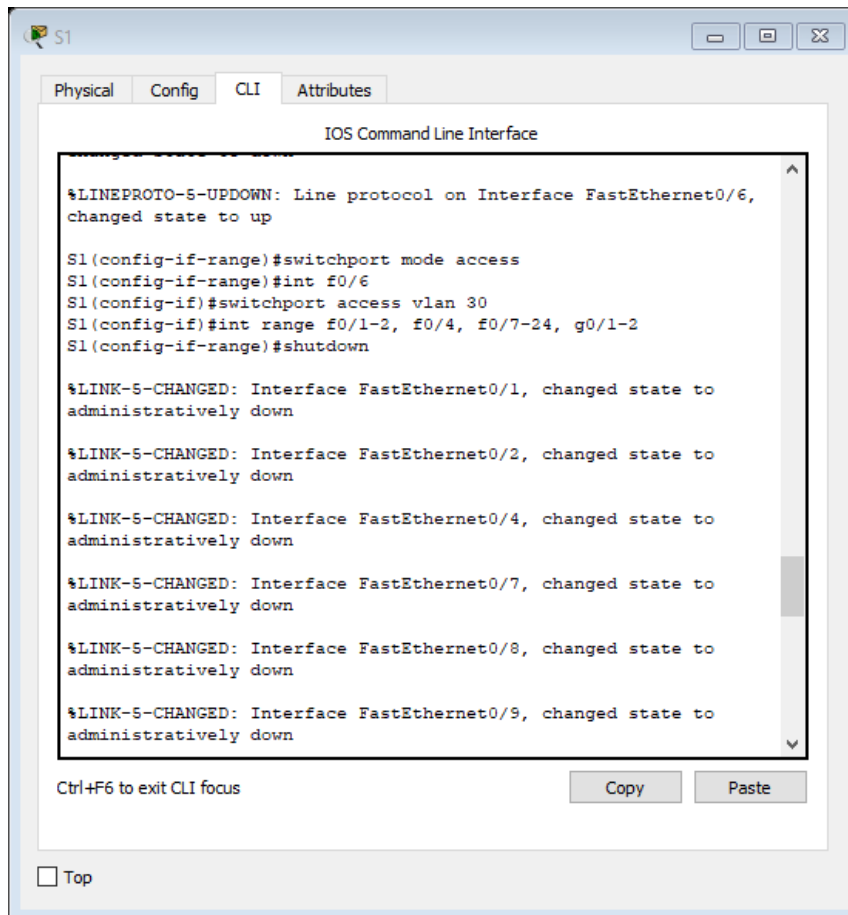 S1
Physical Config CLI Attributes
IOS Command Line Interface
changed state to down
%LINEPROTO-5-UPDOWN: Line protocol on Interface FastEthernet0/6,
changed state to up
S1(config-if-range)#switchport mode access
S1(config-if-range)#int f0/6
S1(config-if)#switchport access vlan 30
S1(config-if)#int range f0/1-2, f0/4, f0/7-24, g0/1-2
S1(config-if-range)#shutdown
%LINK-5-CHANGED: Interface FastEthernet0/1, changed state to
administratively down
%LINK-5-CHANGED: Interface FastEthernet0/2, changed state to
administratively down
%LINK-5-CHANGED: Interface FastEthernet0/4, changed state to
administratively down
%LINK-5-CHANGED: Interface FastEthernet0/7, changed state to
administratively down
%LINK-5-CHANGED: Interface FastEthernet0/8, changed state to
administratively down
%LINK-5-CHANGED: Interface FastEthernet0/9, changed state to
administratively down
Ctrl+F6 to exit CLI focus
Copy Paste
Top